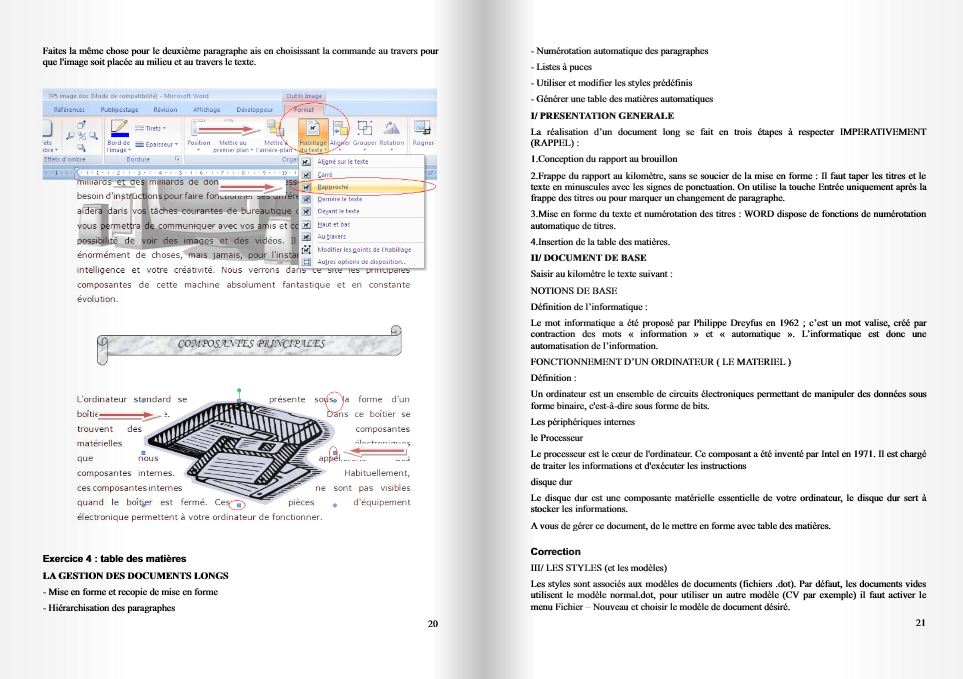 Faites la même chose pour le deuxième paragraphe ais en choisissant la commande au travers pour
que l'image soit placée au milieu et au travers le texte.
TP5 image.doc [Mode de compatibilité] - Microsoft Word
Outils Image
Références Publipostage Révision Affichage Développeur Format
Bord de l'image Tirets Épaisseur
Position Mettre au premier plan Mettre à l'arrière-plan Habillage du texte Aligner Grouper Rotation Rogner
Effets d'ombre Bordure
Aligné sur le texte
Carré
Rapproché
Derrière le texte
Devant le texte
Haut et bas
Au travers
Modifier les points de l'habillage
Autres options de disposition...
milliards et des milliards de
besoin d'instructions pour faire fonctionner ses
aidera dans vos tâches courantes de bureautique
vous permettra de communiquer avec vos amis et
possibilité de voir des images et des vidéos. Il
énormément de choses, mais jamais, pour
intelligence et votre créativité. Nous verrons dans ce site les principales
composantes de cette machine absolument fantastique et en constante
évolution.
COMPOSANTES PRINCIPALES
L'ordinateur standard se présente sous la forme d'un
Dans ce boîtier se
trouvent des composantes
matérielles électroniques
que nous
composantes internes. Habituellement,
ces composantes internes ne sont pas visibles
quand le boîtier est fermé. Ces pièces d'équipement
électronique permettent à votre ordinateur de fonctionner.
Exercice 4 : table des matières
LA GESTION DES DOCUMENTS LONGS
- Mise en forme et recopie de mise en forme
- Hiérarchisation des paragraphes
20
- Numérotation automatique des paragraphes
- Listes à puces
- Utiliser et modifier les styles prédéfinis
- Générer une table des matières automatiques
I/ PRESENTATION GENERALE
La réalisation d'un document long se fait en trois étapes à respecter IMPERATIVEMENT
(RAPPEL) :
1.Conception du rapport au brouillon
2.Frappe du rapport au kilomètre, sans se soucier de la mise en forme : Il faut taper les titres et le
texte en minuscules avec les signes de ponctuation. On utilise la touche Entrée uniquement après la
frappe des titres ou pour marquer un changement de paragraphe.
3.Mise en forme du texte et numérotation des titres : WORD dispose de fonctions de numérotation
automatique de titres.
4.Insertion de la table des matières.
II/ DOCUMENT DE BASE
Saisir au kilomètre le texte suivant :
NOTIONS DE BASE
Définition de l'informatique :
Le mot informatique a été proposé par Philippe Dreyfus en 1962 ; c'est un mot valise, créé par
contraction des mots « information » et « automatique ». L'informatique est donc une
automatisation de l'information.
FONCTIONNEMENT D'UN ORDINATEUR ( LE MATERIEL )
Définition :
Un ordinateur est un ensemble de circuits électroniques permettant de manipuler des données sous
forme binaire, c'est-à-dire sous forme de bits.
Les périphériques internes
le Processeur
Le processeur est le cœur de l'ordinateur. Ce composant a été inventé par Intel en 1971. Il est chargé
de traiter les informations et d'exécuter les instructions
disque dur
Le disque dur est une composante matérielle essentielle de votre ordinateur, le disque dur sert à
stocker les informations.
A vous de gérer ce document, de le mettre en forme avec table des matières.
Correction
III/ LES STYLES (et les modèles)
Les styles sont associés aux modèles de documents (fichiers .dot). Par défaut, les documents vides
utilisent le modèle normal.dot, pour utiliser un autre modèle (CV par exemple) il faut activer le
menu Fichier – Nouveau et choisir le modèle de document désiré.
21